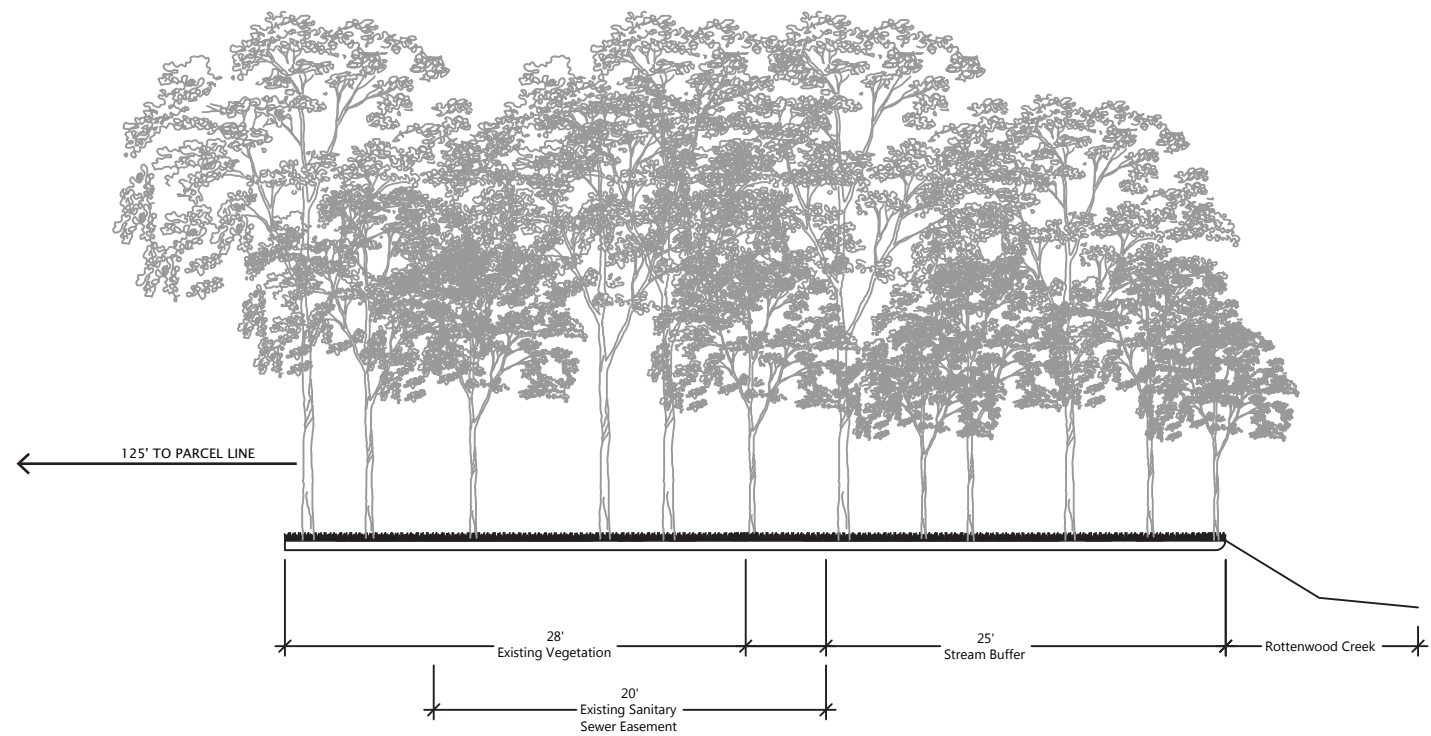 125' TO PARCEL LINE
28'
Existing Vegetation
25'
Stream Buffer
Rottenwood Creek
20'
Existing Sanitary
Sewer Easement